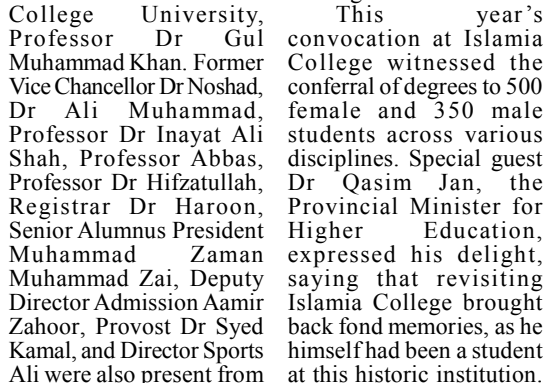 College University,
Professor Dr Gul
Muhammad Khan. Former
Vice Chancellor Dr Noshad,
Dr Ali Muhammad,
Professor Dr Inayat Ali
Shah, Professor Abbas,
Professor Dr Hifzatullah,
Registrar Dr Haroon,
Senior Alumnus President
Muhammad Zaman
Muhammad Zai, Deputy
Director Admission Aamir
Zahoor, Provost Dr Syed
Kamal, and Director Sports
Ali were also present from
This year's
convocation at Islamia
College witnessed the
conferral of degrees to 500
female and 350 male
students across various
disciplines. Special guest
Dr Qasim Jan, the
Provincial Minister for
Higher Education,
expressed his delight,
saying that revisiting
Islamia College brought
back fond memories, as he
himself had been a student
at this historic institution.